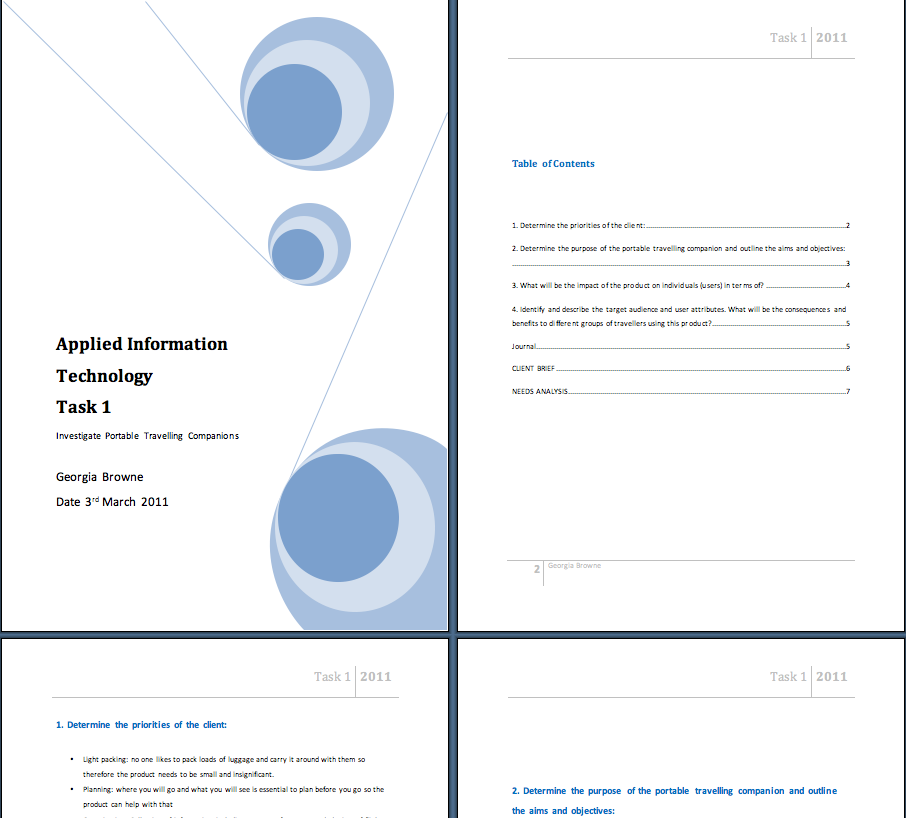 Applied Information
Technology
Task 1
Investigate Portable Travelling Companions
Georgia Browne
Date 3rd March 2011
Task 1 2011
Table of Contents
1. Determine the priorities of the client: 2
2. Determine the purpose of the portable travelling companion and outline the aims and objectives:
3
3. What will be the impact of the product on individuals (users) in terms of? 4
4. Identify and describe the target audience and user attributes. What will be the consequences and
benefits to different groups of travellers using this product? 5
Journal 5
CLIENT BRIEF 6
NEEDS ANALYSIS 7
2 Georgia Browne
Task 1 2011
1. Determine the priorities of the client:
• Light packing: no one likes to pack loads of luggage and carry it around with them so
therefore the product needs to be small and insignificant.
• Planning: where you will go and what you will see is essential to plan before you go so the
product can help with that
Task 1 2011
2. Determine the purpose of the portable travelling companion and outline
the aims and objectives: